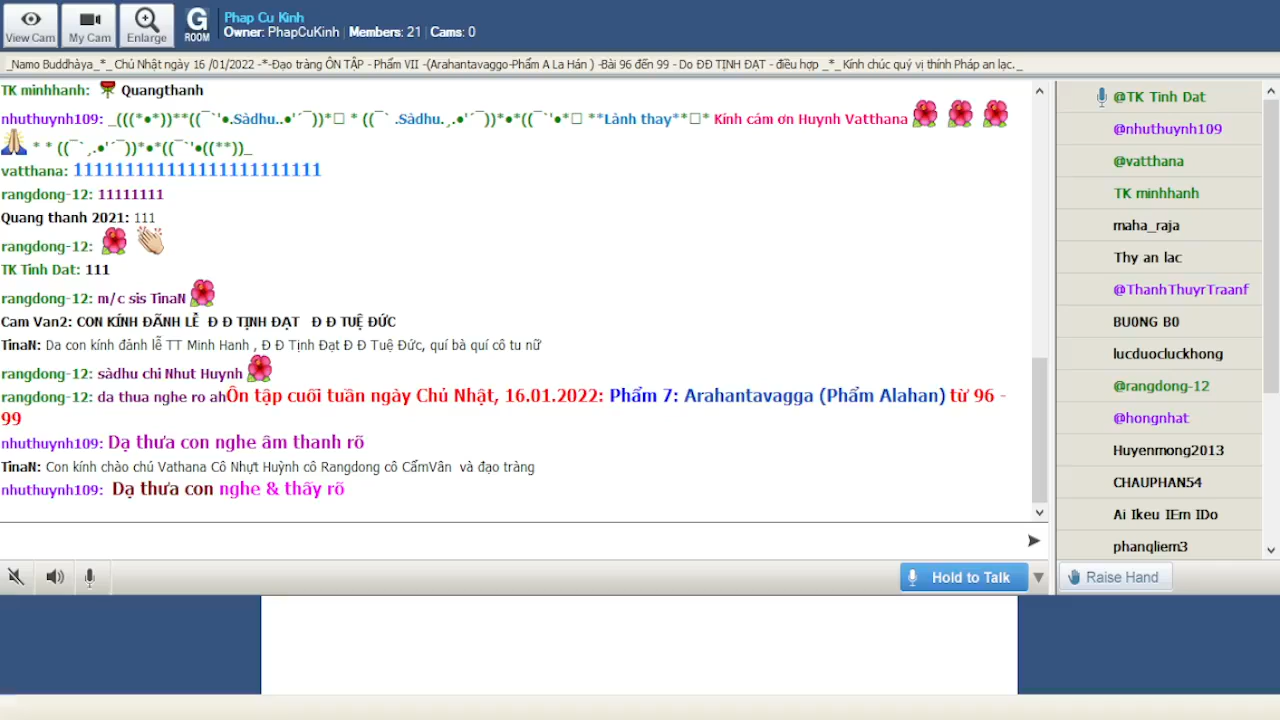 View Cam
My Cam
Enlarge
G ROOM
Phap Cu Kinh
Owner: PhapCuKinh | Members: 21 | Cams: 0
_Namo Buddhàya_*_ Chủ Nhật ngày 16 /01/2022 -*-Đạo tràng ÔN TẬP - Phẩm VII -(Arahantavaggo-Phẩm A La Hán ) -Bài 96 đến 99 - Do ĐĐ TỊNH ĐẠT - điều hợp _*_ Kính chúc quý vị thính Pháp an lạc._
TK minhhanh: Quangthanh
nhuthuynh109: _(((*●*))**((¯`'●.Sàdhu..●'´¯))*
* ((¯` .Sàdhu.¸.●'´¯))*●*((¯`'●*
**Lành thay**
* Kính cám ơn Huynh Vatthana
* * ((¯`¸.●'´¯))*●*((¯`'●((**))_
vatthana: 1111111111111111111111111
rangdong-12: 11111111
Quang thanh 2021: 111
rangdong-12:
TK Tinh Dat: 111
rangdong-12: m/c sis TinaN
Cam Van2: CON KÍNH ĐÃNH LỄ Đ Đ TỊNH ĐẠT Đ Đ TUỆ ĐỨC
TinaN: Da con kính đảnh lễ TT Minh Hanh , Đ Đ Tịnh Đạt Đ Đ Tuệ Đức, quí bà quí cô tu nữ
rangdong-12: sàdhu chi Nhut Huynh
rangdong-12: da thua nghe ro ahÔn tập cuối tuần ngày Chủ Nhật, 16.01.2022: Phẩm 7: Arahantavagga (Phẩm Alahan) từ 96 -
99
nhuthuynh109: Dạ thưa con nghe âm thanh rõ
TinaN: Con kính chào chú Vathana Cô Nhựt Huỳnh cô Rangdong cô CẩmVân và đạo tràng
nhuthuynh109: Dạ thưa con nghe & thấy rõ
Hold to Talk
@TK Tinh Dat
@nhuthuynh109
@vatthana
TK minhhanh
maha_raja
Thy an lac
@ThanhThuyrTraanf
BU0NG B0
lucduocluckhong
@rangdong-12
@hongnhat
Huyenmong2013
CHAUPHAN54
Ai Ikeu IEm IDo
phanqliem3
Raise Hand